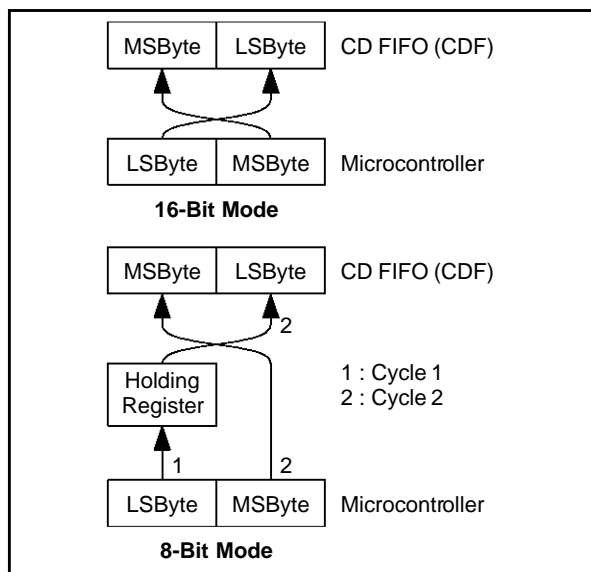 MSByte LSByte CD FIFO (CDF)
LSByte MSByte Microcontroller
16-Bit Mode
MSByte LSByte CD FIFO (CDF)
2
Holding
Register
1 : Cycle 1
2 : Cycle 2
1 2
LSByte MSByte Microcontroller
8-Bit Mode